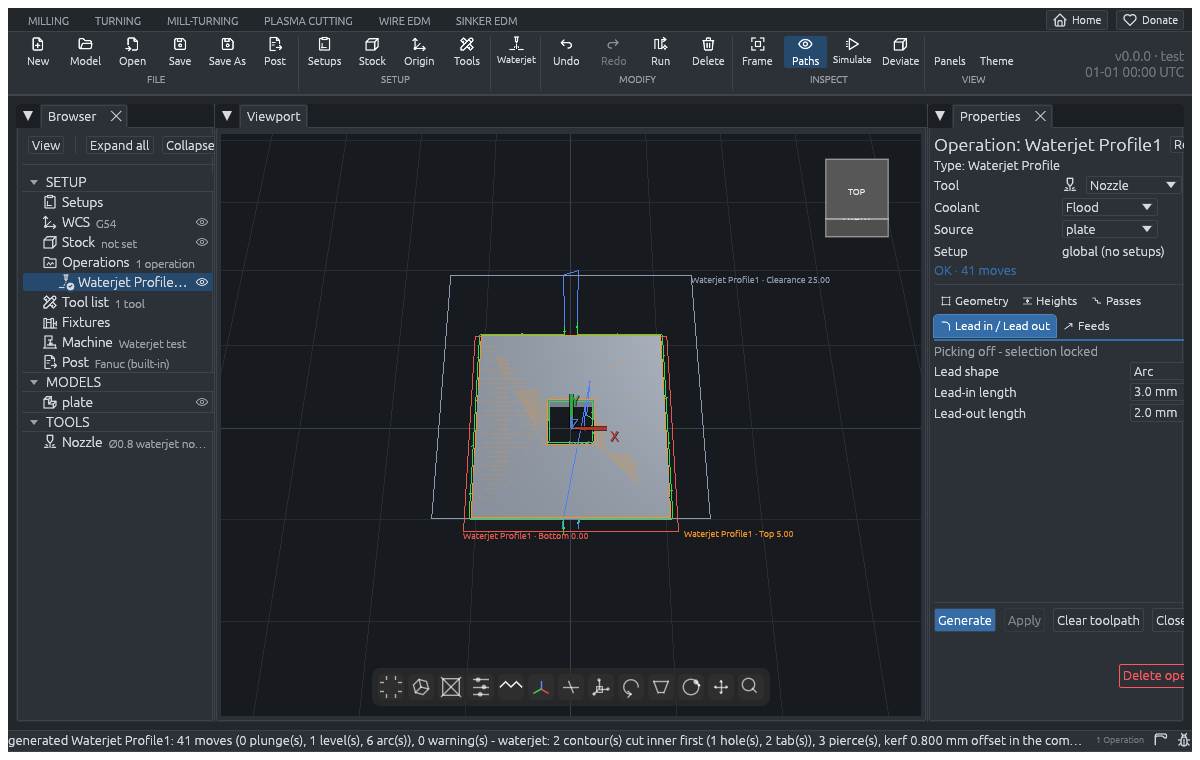 MILLING TURNING MILL-TURNING PLASMA CUTTING WIRE EDM SINKER EDM Home Donate
New Model Open Save Save As Post Setups Stock Origin Tools Waterjet Undo Redo Run Delete Frame Paths Simulate Deviate Panels Theme
FILE SETUP MODIFY INSPECT VIEW
v0.0.0 · test
01-01 00:00 UTC
Browser
View Expand all Collapse
SETUP
Setups
WCS G54
Stock not set
Operations 1 operation
Waterjet Profile...
Tool list 1 tool
Fixtures
Machine Waterjet test
Post Fanuc (built-in)
MODELS
plate
TOOLS
Nozzle Ø0.8 waterjet no...
Viewport
TOP
Waterjet Profile1 · Clearance 25.00
Y
Z
X
Waterjet Profile1 · Bottom 0.00
Waterjet Profile1 · Top 5.00
Properties
Operation: Waterjet Profile1 Re
Type: Waterjet Profile
Tool Nozzle
Coolant Flood
Source plate
Setup global (no setups)
OK · 41 moves
Geometry Heights Passes
Lead in / Lead out Feeds
Picking off - selection locked
Lead shape Arc
Lead-in length 3.0 mm
Lead-out length 2.0 mm
Generate Apply Clear toolpath Close
Delete ope
generated Waterjet Profile1: 41 moves (0 plunge(s), 1 level(s), 6 arc(s)), 0 warning(s) - waterjet: 2 contour(s) cut inner first (1 hole(s), 2 tab(s)), 3 pierce(s), kerf 0.800 mm offset in the com... 1 Operation